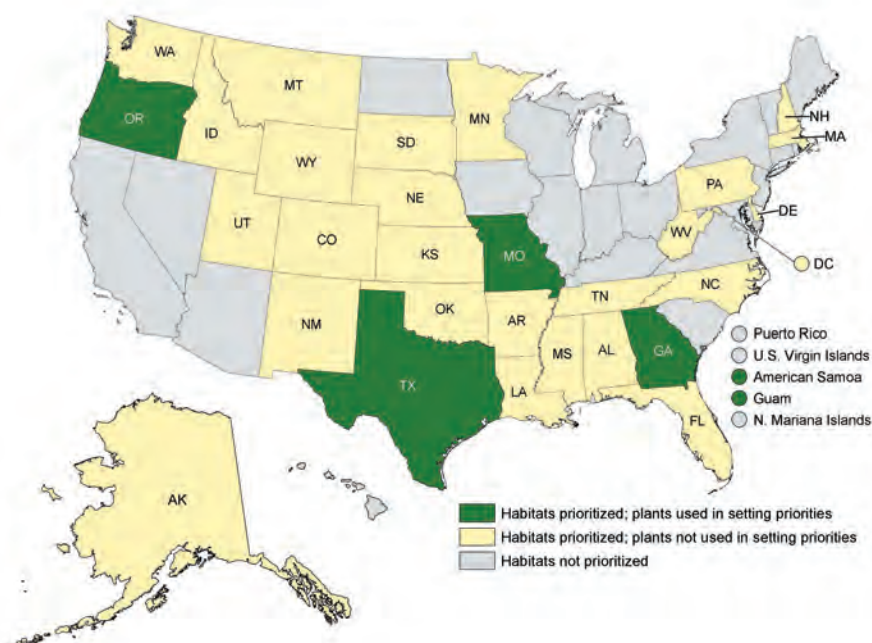 WA
MT
OR
ID
MN
NH
MA
SD
WY
PA
NE
DE
UT
WV
CO
DC
KS
MO
NC
TN
OK
NM
AR
Puerto Rico
MS
AL
GA
U.S. Virgin Islands
TX
American Samoa
LA
Guam
FL
N. Mariana Islands
AK
Habitats prioritized; plants used in setting priorities
Habitats prioritized; plants not used in setting priorities
Habitats not prioritized